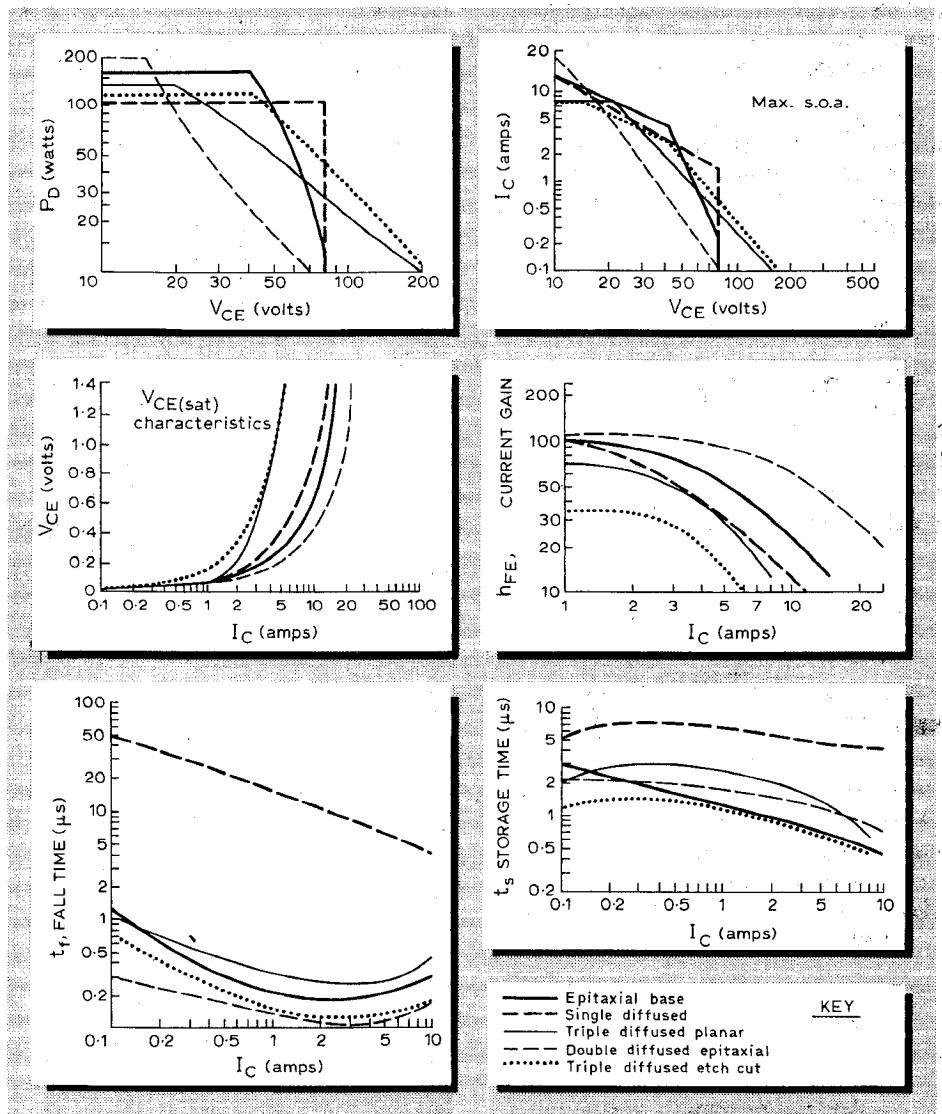 200
100
50
30
20
10
P_D (watts)
10 20 50 100 200
V_CE (volts)
20
10
5
2
1
0·5
0·2
0·1
I_C (amps)
Max. s.o.a.
10 20 30 50 100 200 500
V_CE (volts)
1·4
1·2
1·0
0·8
0·6
0·4
0·2
0
V_CE (volts)
V_CE(sat)
characteristics
0·1 0·2 0·5 1·0 2 5 10 20 50 100
I_C (amps)
200
100
50
30
20
10
h_FE, CURRENT GAIN
1 2 3 5 7 10 20
I_C (amps)
100
50
20
10
5
2
1
0·5
0·2
t_f, FALL TIME (µs)
0·1 0·2 0·5 1 2 5 10
I_C (amps)
10
5
2
1
0·5
0·2
t_s STORAGE TIME (µs)
0·1 0·2 0·5 1 2 5 10
I_C (amps)
KEY
Epitaxial base
Single diffused
Triple diffused planar
Double diffused epitaxial
Triple diffused etch cut